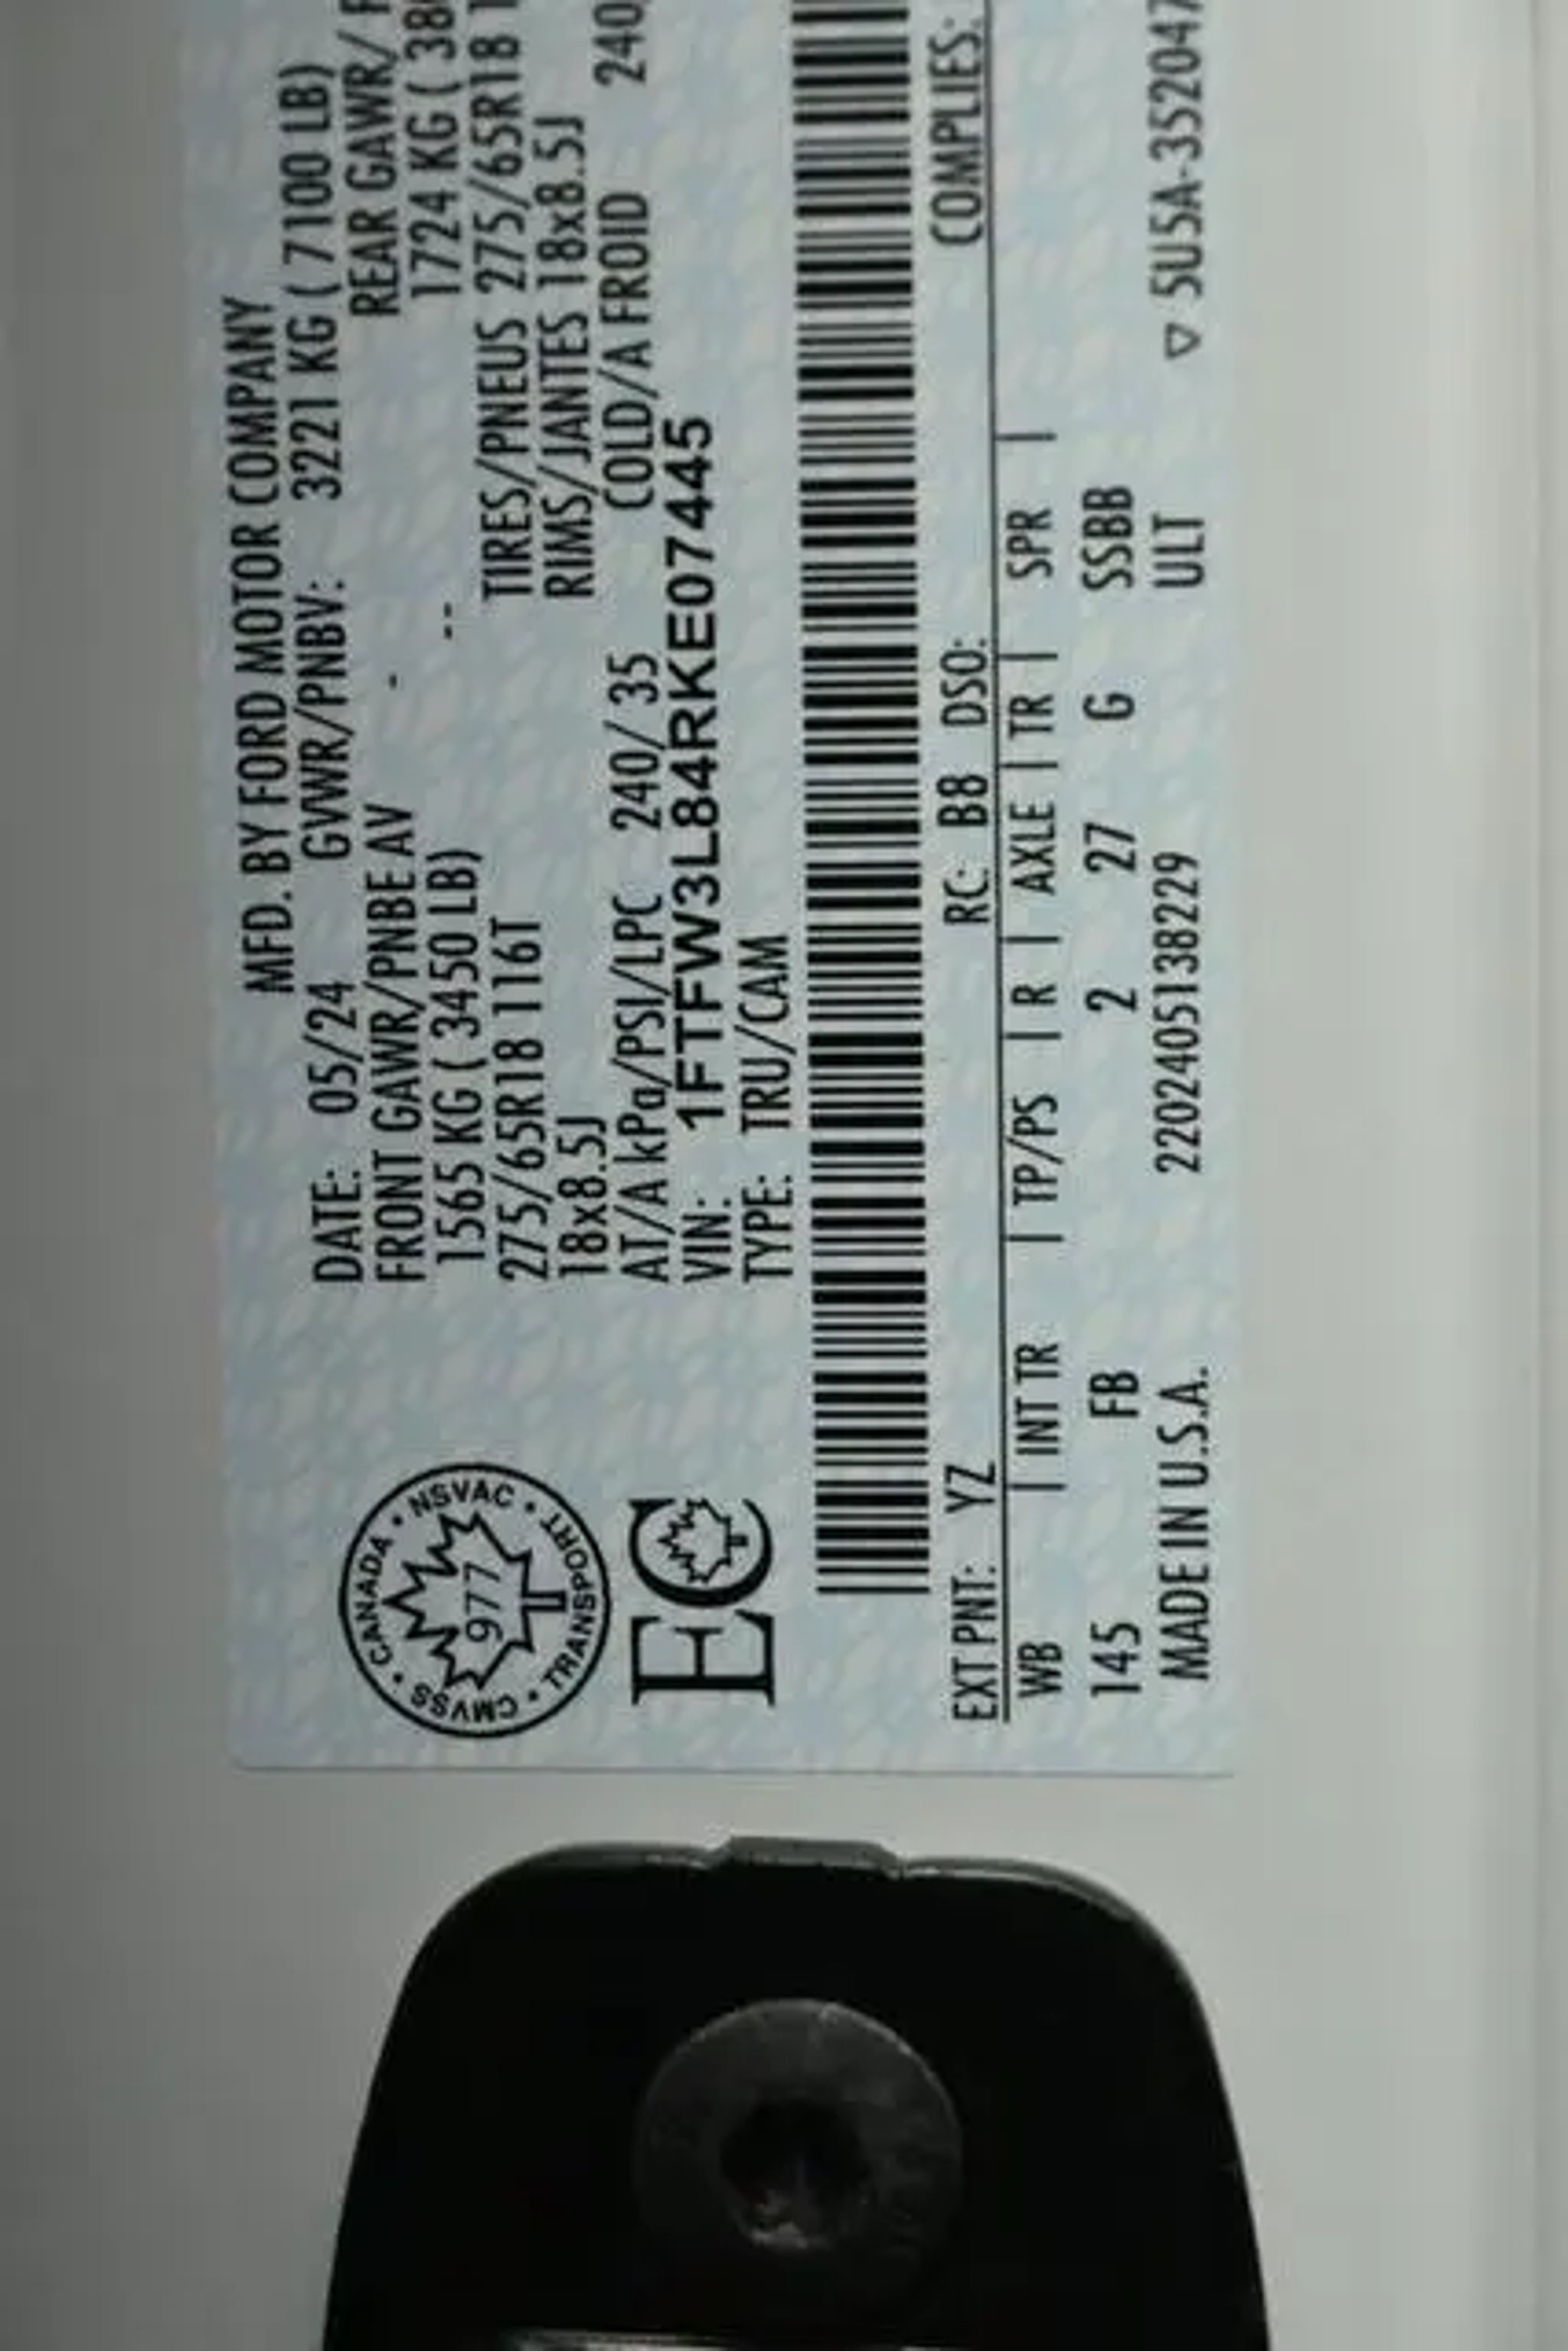 MFD. BY FORD MOTOR COMPANY
DATE: 05/24 GVWR/PNBV: 3221 KG ( 7100 LB)
FRONT GAWR/PNBE AV - REAR GAWR/
1565 KG ( 3450 LB) -- 1724 KG (
275/65R18 116T TIRES/PNEUS 275/65R18
18x8.5J RIMS/JANTES 18x8.5J
AT/A kPa/PSI/LPC 240/ 35 COLD/A FROID 240
VIN: 1FTFW3L84RKE07445
TYPE: TRU/CAM
CANADA • NSVAC • TRANSPORT • CMVSS •
977
EC
EXT PNT: YZ RC: B8 DSO: COMPLIES:
WB | INT TR | TP/PS | R | AXLE | TR | SPR |
145 FB 2 27 G SSBB
MADE IN U.S.A. 220240513B229 ULT ▽ 5U5A-352047